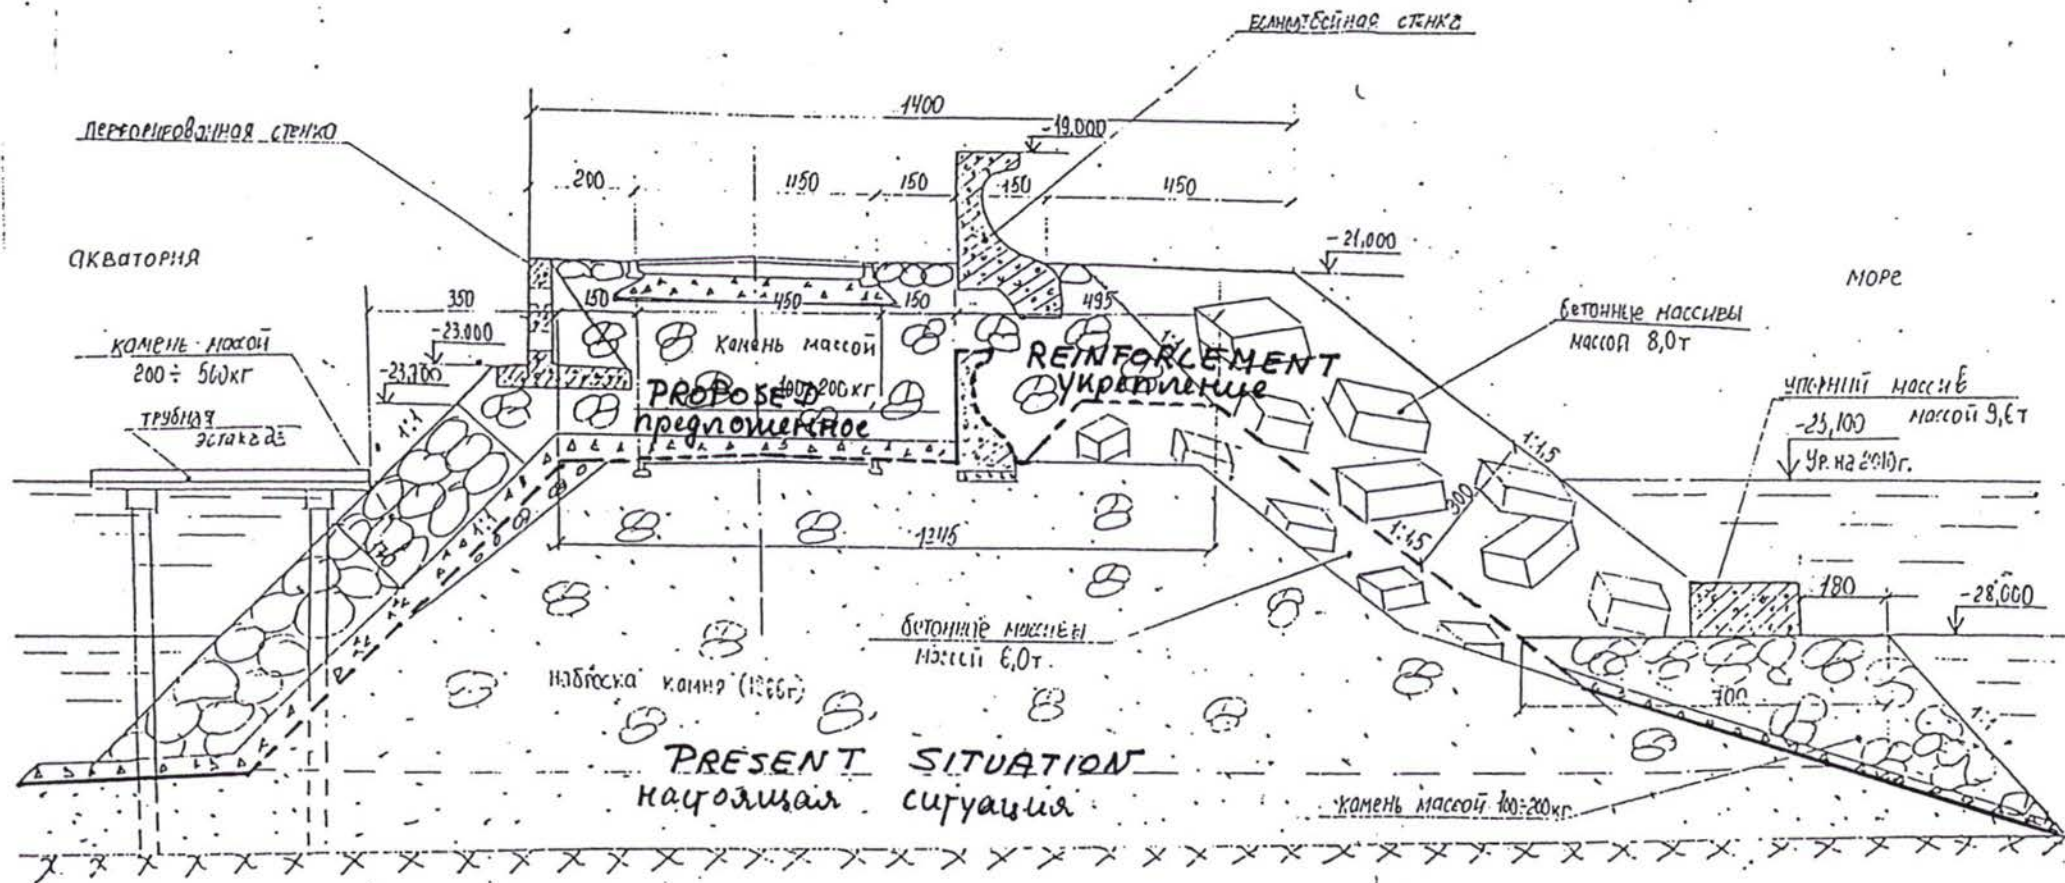 стенка
1400
-19.000
перфорированная стенка
200
450
150
150
450
-21,000
акватория
море
350
150
450
150
495
-23.000
бетонные массивы
массой 8,0т
камень массой
200 ÷ 500кг
-23,700
камень массой
100÷200кг
REINFORCEMENT
укрепление
PROPOSED
предложенное
упорный массив
массой 9,6т
-25,100
Ур. на 2010г.
трубная
эстакада
1:1
1:1
1:1,5
300
1:1,5
1245
180
-28,000
бетонные массивы
массой 6,0т
наброска камня
700
PRESENT SITUATION
настоящая ситуация
камень массой 100÷200кг